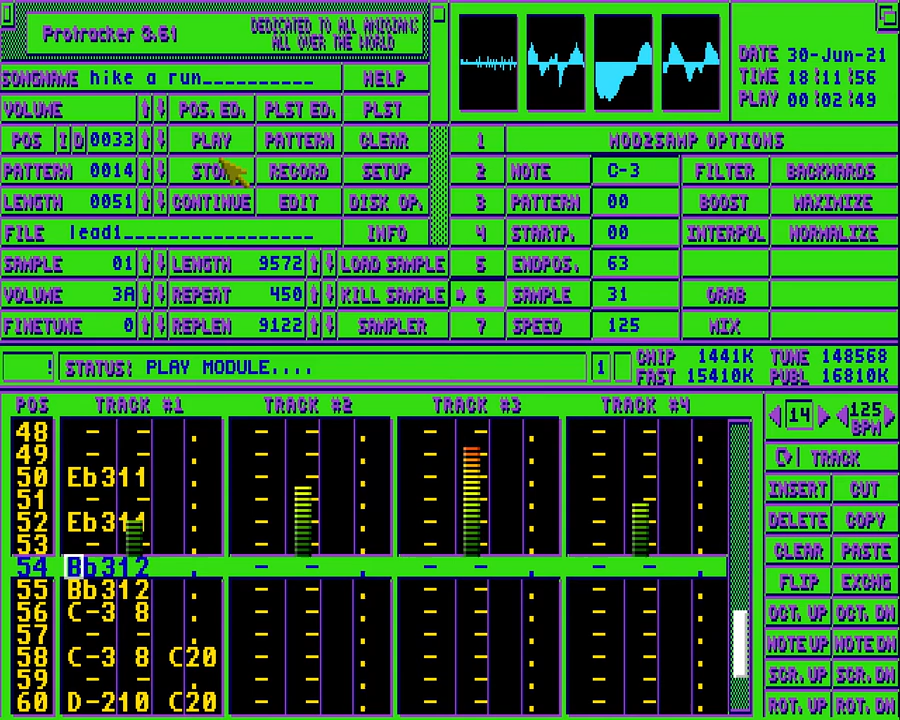 Protracker 3.61
DEDICATED TO ALL AMIGIANS
ALL OVER THE WORLD
SONGNAME hike a run__________ HELP
VOLUME POS. ED. PLST ED. PLST
POS I D 0033 PLAY PATTERN CLEAR
PATTERN 0014 STOP RECORD SETUP
LENGTH 0051 CONTINUE EDIT DISK OP.
FILE lead1_________________ INFO
SAMPLE 01 LENGTH 9572 LOAD SAMPLE
VOLUME 3A REPEAT 450 KILL SAMPLE
FINETUNE 0 REPLEN 9122 SAMPLER
DATE 30-Jun-21
TIME 18:11:56
PLAY 00:02:49
1 MOD2SAMP OPTIONS
2 NOTE C-3 FILTER BACKWARDS
3 PATTERN 00 BOOST MAXIMIZE
4 STARTP. 00 INTERPOL NORMALIZE
5 ENDPOS. 63
6 SAMPLE 31 GRAB
7 SPEED 125 MIX
! STATUS: PLAY MODULE.... 1
CHIP 1441K TUNE 148568
FAST 15410K PUBL 16810K
POS TRACK #1 TRACK #2 TRACK #3 TRACK #4
48 - - . - - . - - . - - .
49 - - . - - . - - . - - .
50 Eb311 . - - . - - . - - .
51 - - . - - . - - . - - .
52 Eb311 . - - . - - . - - .
53 - - . - - . - - . - - .
54 Bb312 . - - . - - . - - .
55 Bb312 . - - . - - . - - .
56 C-3 8 . - - . - - . - - .
57 - - . - - . - - . - - .
58 C-3 8 C20 - - . - - . - - .
59 - - . - - . - - . - - .
60 D-210 C20 - - . - - . - - .
14 125 BPM
TRACK
INSERT CUT
DELETE COPY
CLEAR PASTE
FLIP EXCHG
OCT. UP OCT. DN
NOTE UP NOTE DN
SCR. UP SCR. DN
ROT. UP ROT. DN